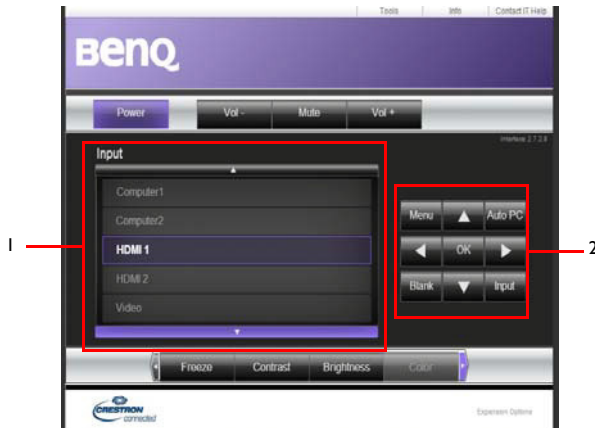 Tools Info Contact IT Help
BenQ
Power Vol - Mute Vol +
Interface 2.7.2.9
Input
Computer1
Computer2
HDMI 1
HDMI 2
Video
Menu Auto PC
OK
Blank Input
1
2
Freeze Contrast Brightness Color
CRESTRON
connected
Expansion Options